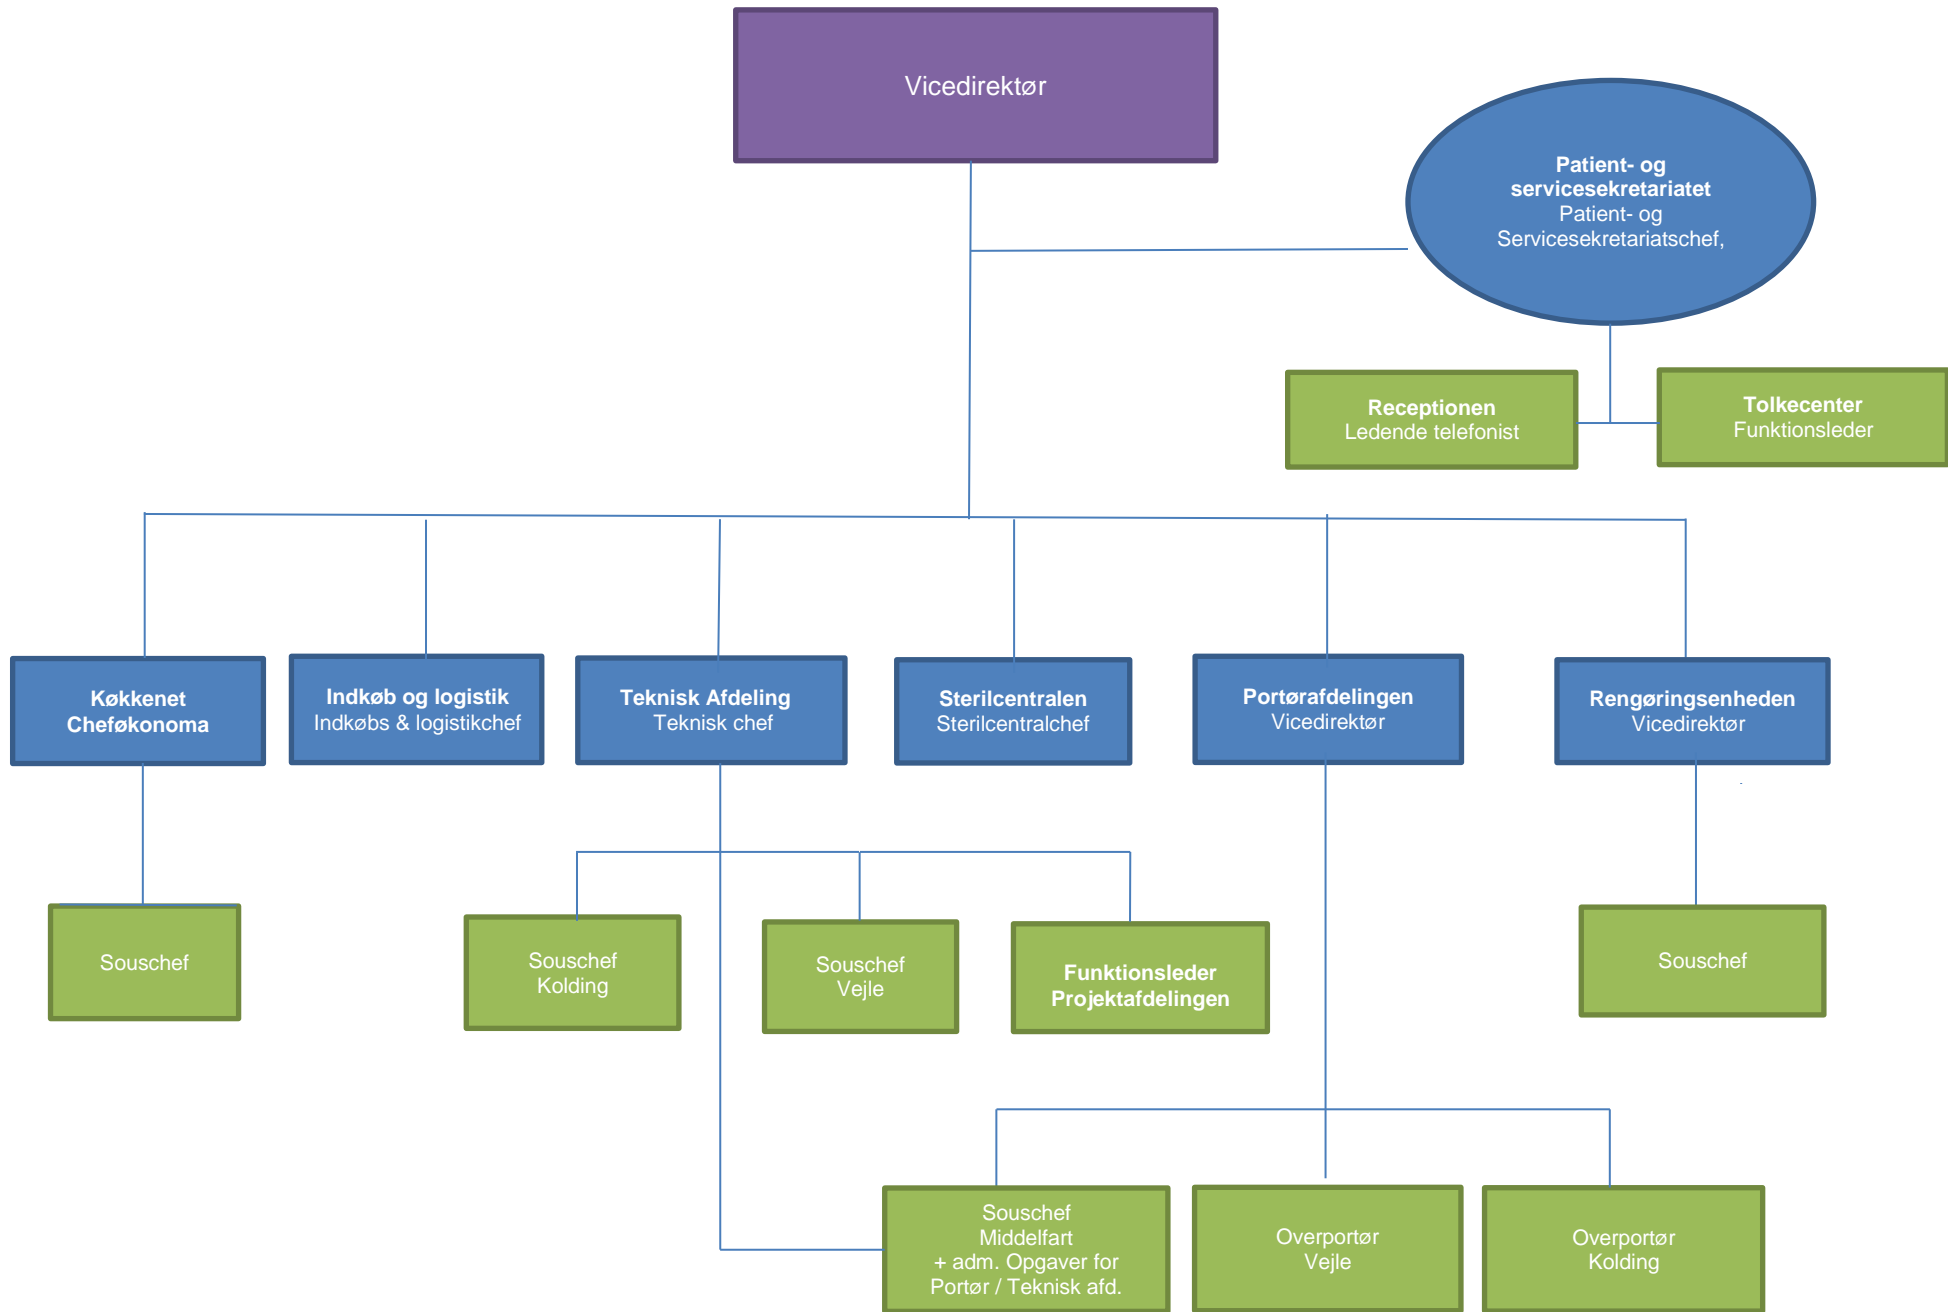 Vicedirektør
Patient- og
servicesekretariatet
Patient- og
Servicesekretariatschef,
Receptionen
Ledende telefonist
Tolkecenter
Funktionsleder
Køkkenet
Cheføkonoma
Indkøb og logistik
Indkøbs & logistikchef
Teknisk Afdeling
Teknisk chef
Sterilcentralen
Sterilcentralchef
Portørafdelingen
Vicedirektør
Rengøringsenheden
Vicedirektør
Souschef
Souschef
Kolding
Souschef
Vejle
Funktionsleder
Projektafdelingen
Souschef
Souschef
Middelfart
+ adm. Opgaver for
Portør / Teknisk afd.
Overportør
Vejle
Overportør
Kolding